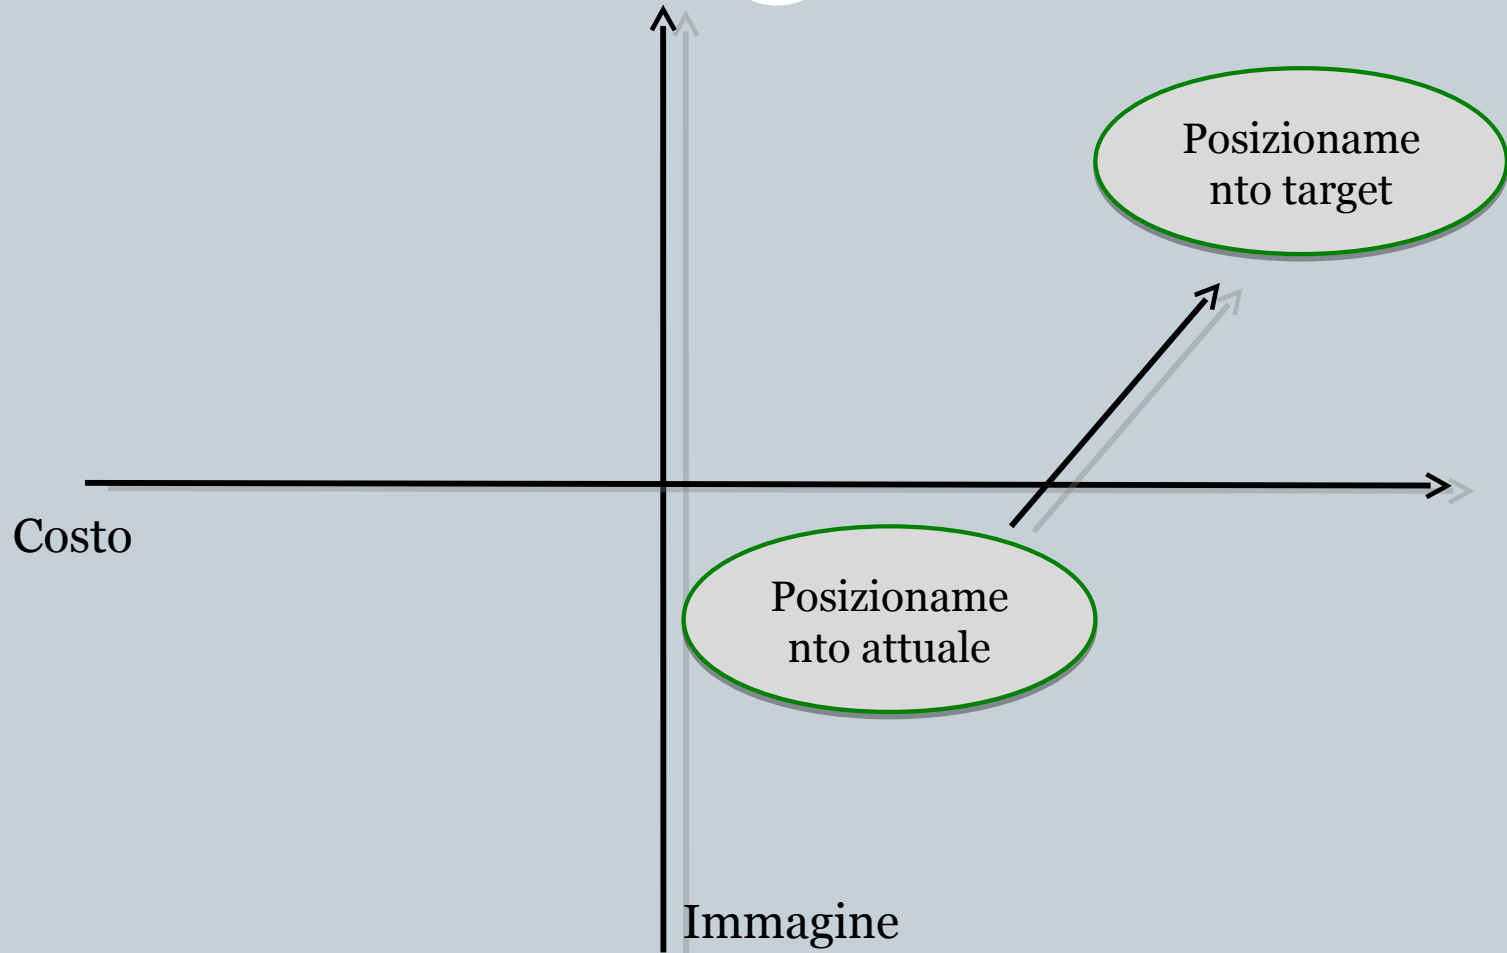 Posizioname
nto target
Costo
Posizioname
nto attuale
Immagine